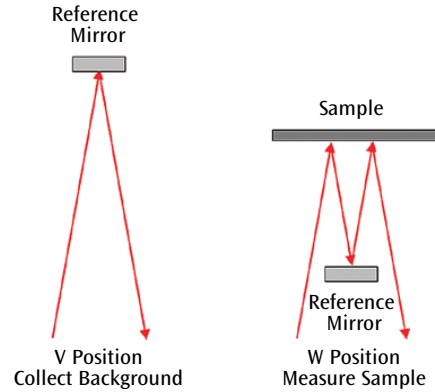 Reference
Mirror
Sample
Reference
Mirror
V Position
Collect Background
W Position
Measure Sample